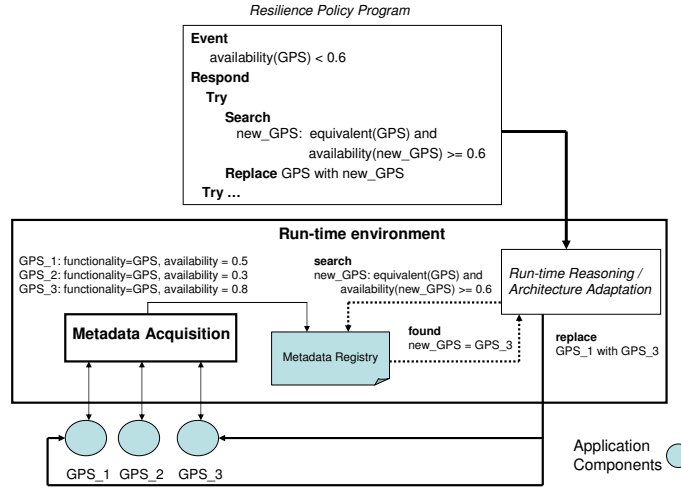 Resilience Policy Program
Event
availability(GPS) < 0.6
Respond
Try
Search
new_GPS: equivalent(GPS) and
availability(new_GPS) >= 0.6
Replace GPS with new_GPS
Try ...
Run-time environment
GPS_1: functionality=GPS, availability = 0.5
GPS_2: functionality=GPS, availability = 0.3
GPS_3: functionality=GPS, availability = 0.8
search
new_GPS: equivalent(GPS) and
availability(new_GPS) >= 0.6
Run-time Reasoning /
Architecture Adaptation
Metadata Acquisition
Metadata Registry
found
new_GPS = GPS_3
replace
GPS_1 with GPS_3
GPS_1 GPS_2 GPS_3
Application
Components